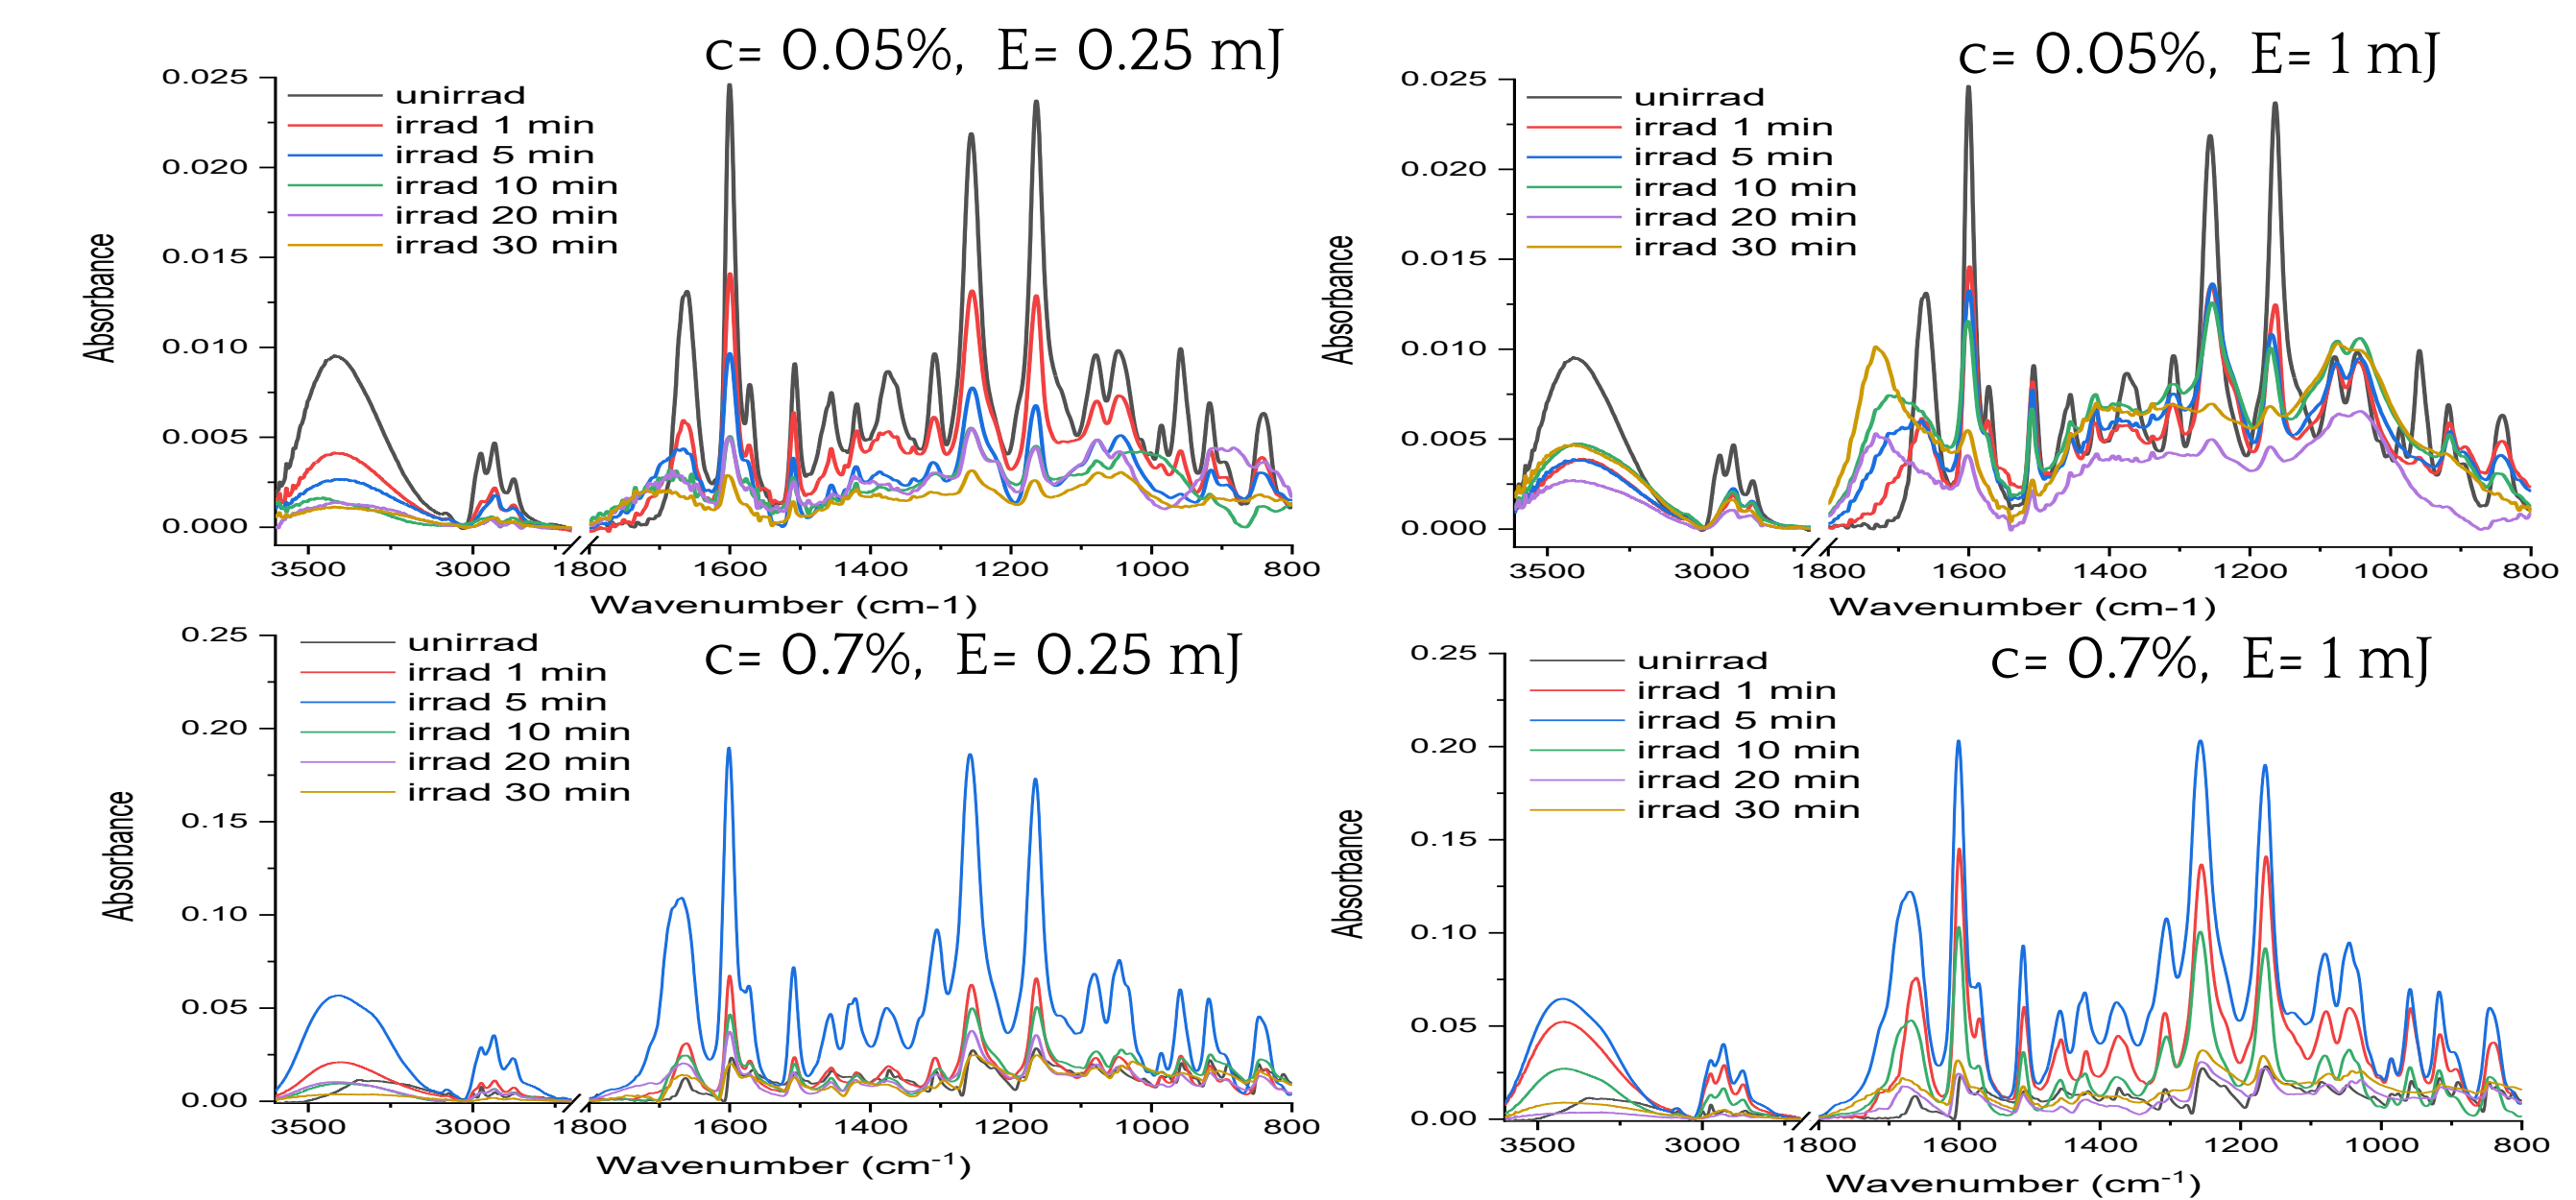 c= 0.05%, E= 0.25 mJ
0.025
0.020
0.015
0.010
0.005
0.000
Absorbance
unirrad
irrad 1 min
irrad 5 min
irrad 10 min
irrad 20 min
irrad 30 min
3500 3000 1800 1600 1400 1200 1000 800
Wavenumber (cm-1)
c= 0.05%, E= 1 mJ
0.025
0.020
0.015
0.010
0.005
0.000
Absorbance
unirrad
irrad 1 min
irrad 5 min
irrad 10 min
irrad 20 min
irrad 30 min
3500 3000 1800 1600 1400 1200 1000 800
Wavenumber (cm-1)
c= 0.7%, E= 0.25 mJ
0.25
0.20
0.15
0.10
0.05
0.00
Absorbance
unirrad
irrad 1 min
irrad 5 min
irrad 10 min
irrad 20 min
irrad 30 min
3500 3000 1800 1600 1400 1200 1000 800
Wavenumber (cm⁻¹)
c= 0.7%, E= 1 mJ
0.25
0.20
0.15
0.10
0.05
0.00
Absorbance
unirrad
irrad 1 min
irrad 5 min
irrad 10 min
irrad 20 min
irrad 30 min
3500 3000 1800 1600 1400 1200 1000 800
Wavenumber (cm⁻¹)